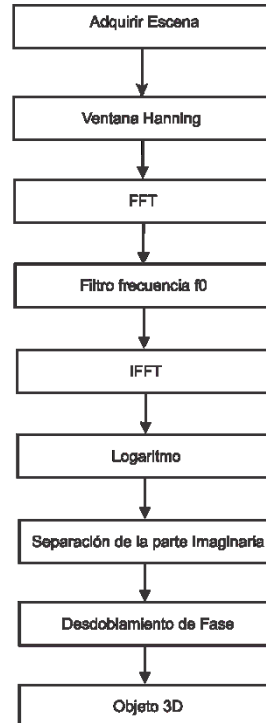 Adquirir Escena
Ventana Hanning
FFT
Filtro frecuencia f0
IFFT
Logaritmo
Separación de la parte Imaginaria
Desdoblamiento de Fase
Objeto 3D